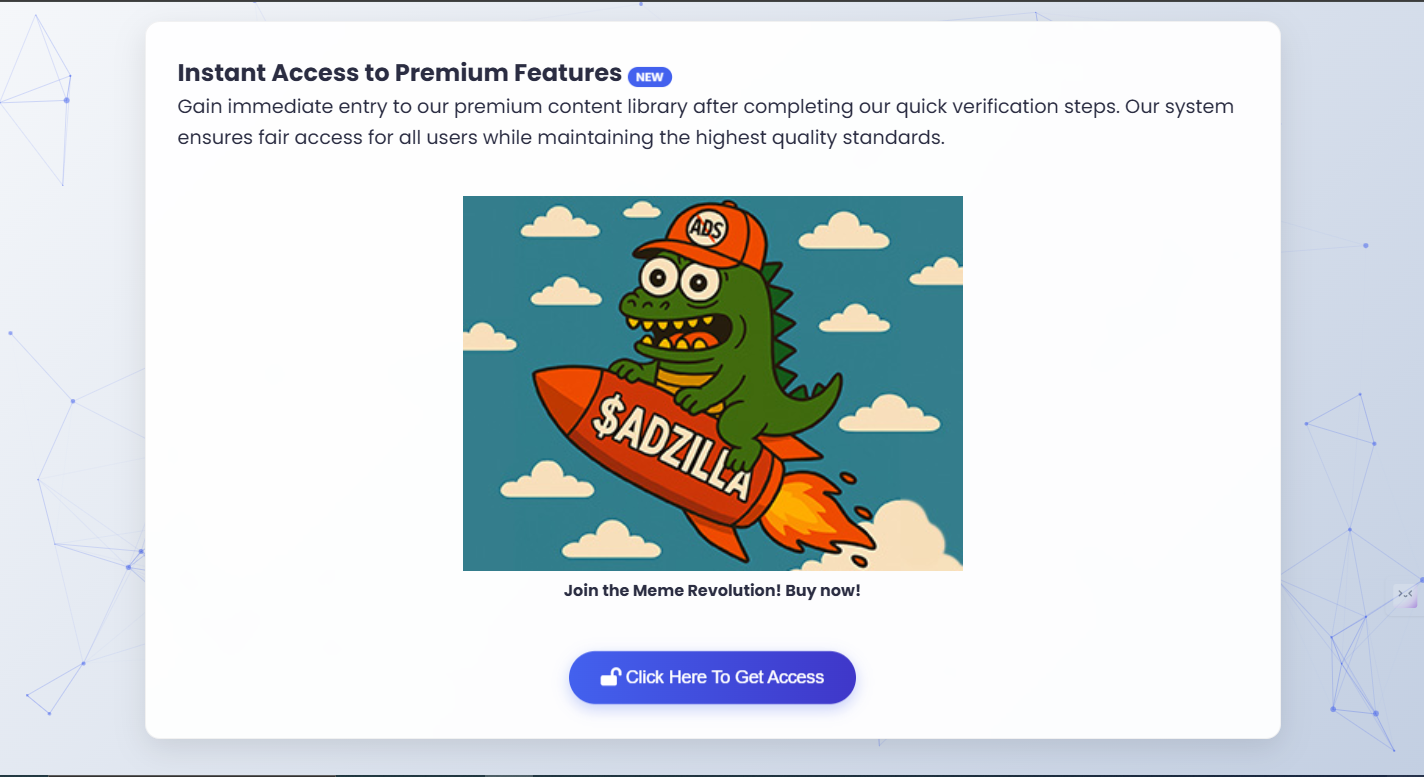 Instant Access to Premium Features NEW
Gain immediate entry to our premium content library after completing our quick verification steps. Our system
ensures fair access for all users while maintaining the highest quality standards.
ADS
$ADZILLA
Join the Meme Revolution! Buy now!
Click Here To Get Access